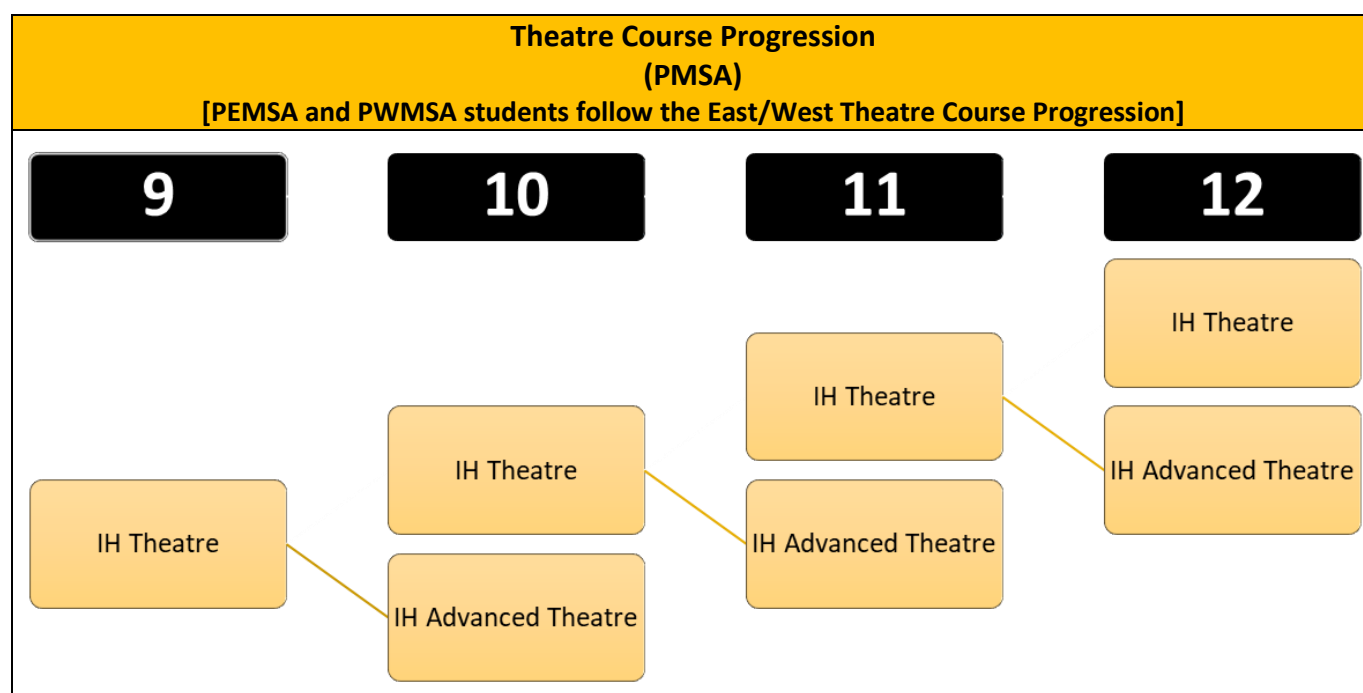 Theatre Course Progression
(PMSA)
[PEMSA and PWMSA students follow the East/West Theatre Course Progression]
9
10
11
12
IH Theatre
IH Theatre
IH Advanced Theatre
IH Theatre
IH Advanced Theatre
IH Theatre
IH Advanced Theatre